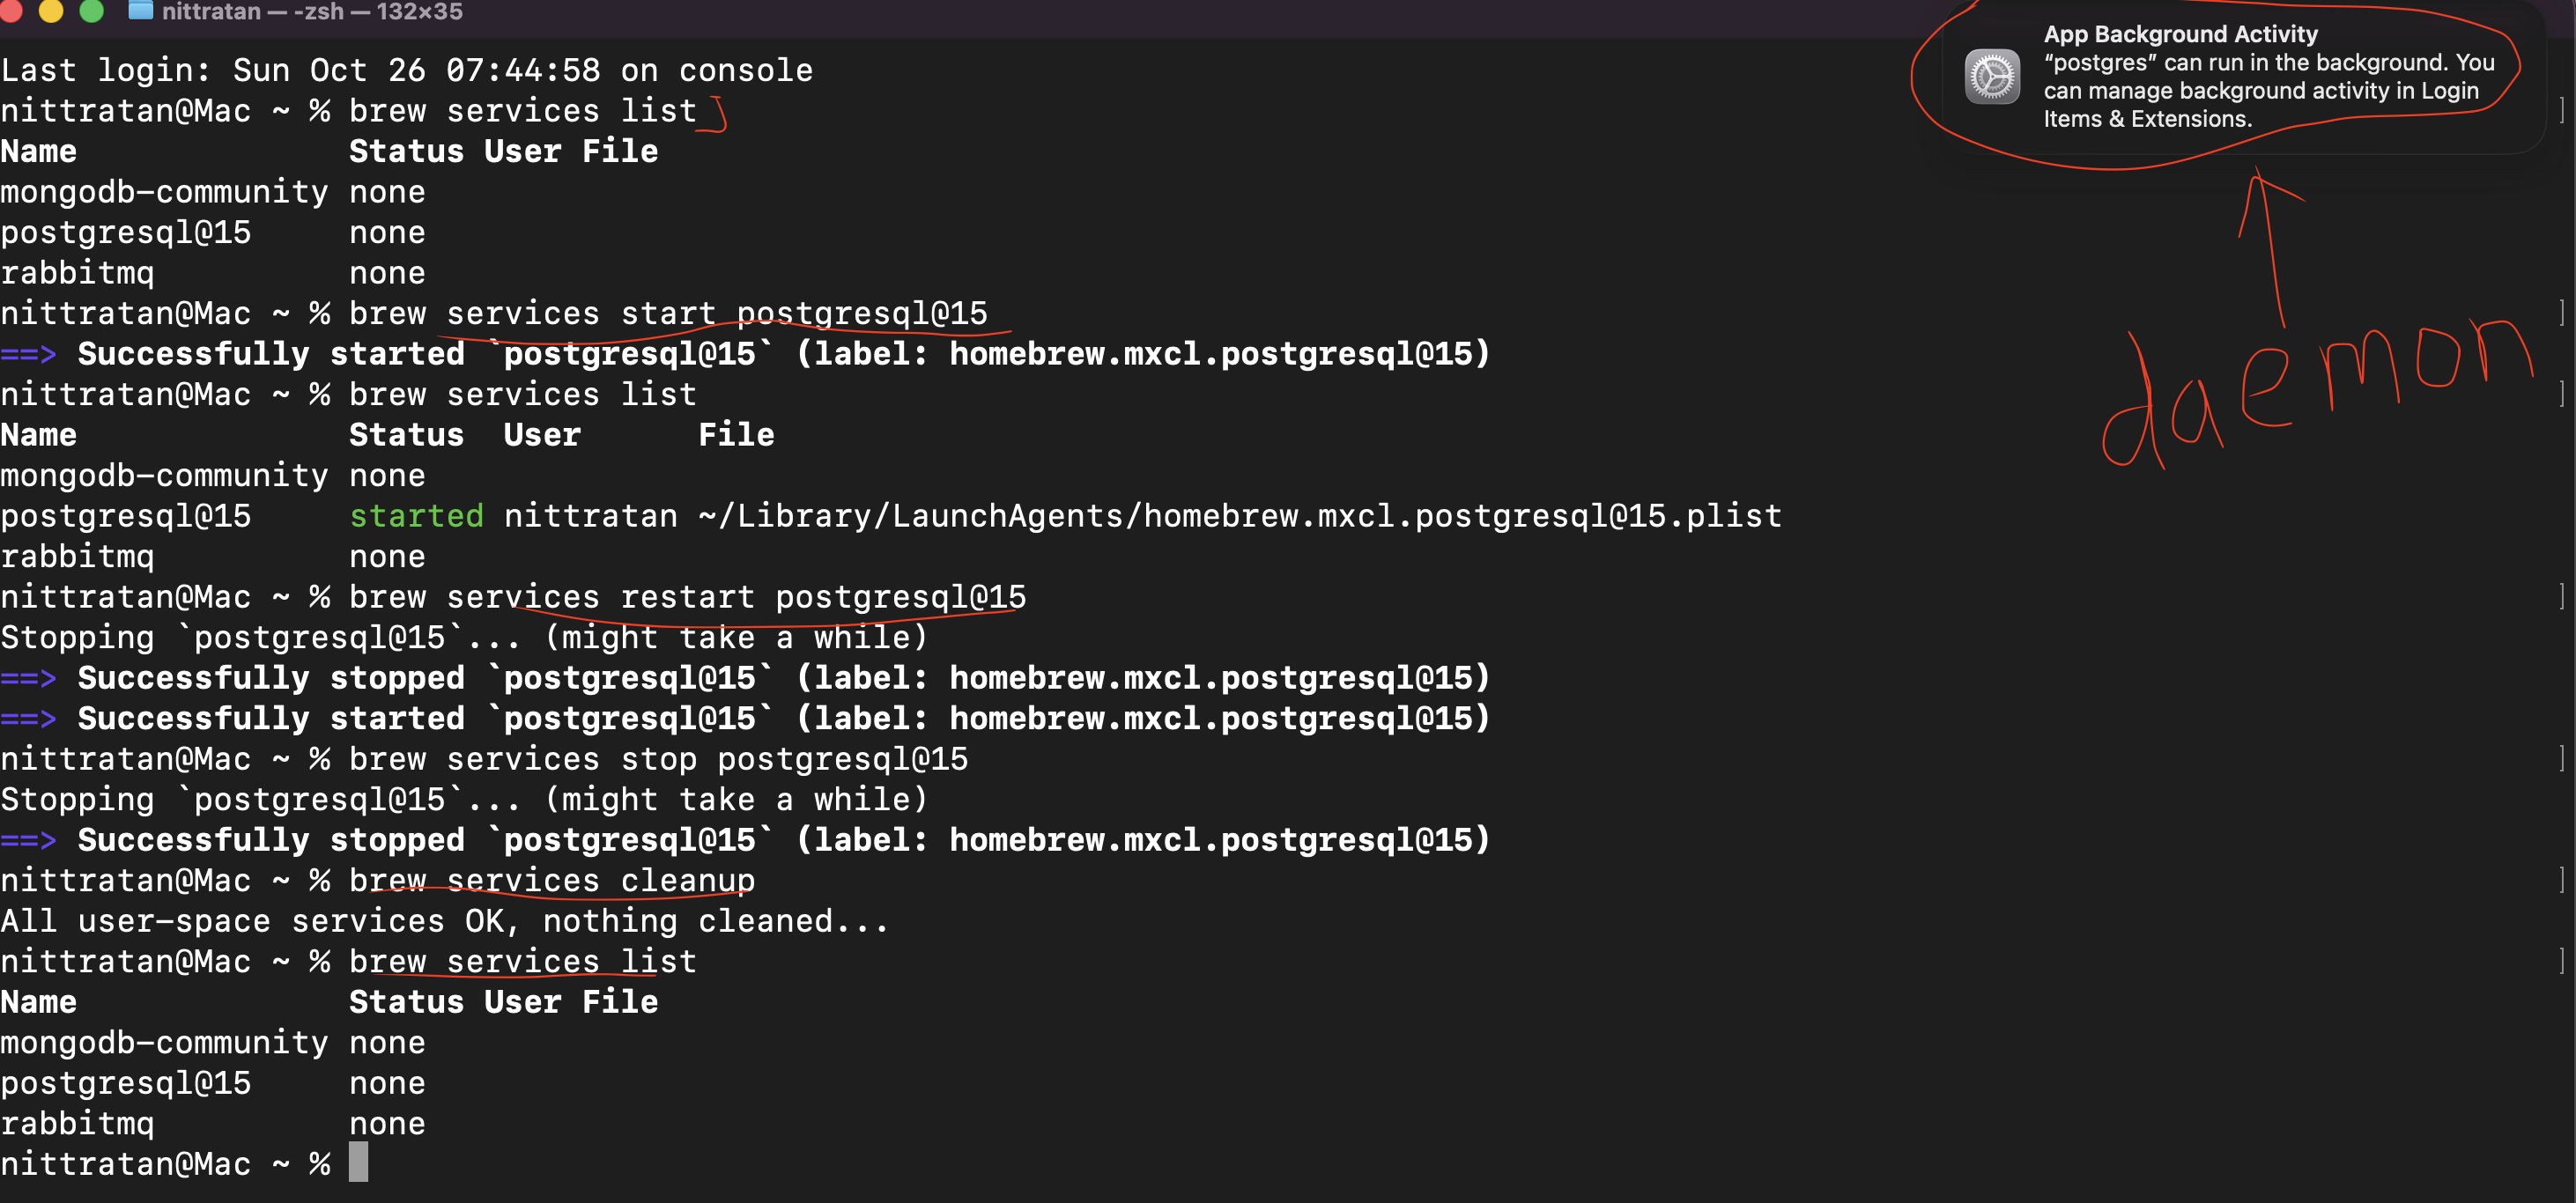 nittratan — -zsh — 132×35
Last login: Sun Oct 26 07:44:58 on console
nittratan@Mac ~ % brew services list
Name              Status User File
mongodb-community none
postgresql@15     none
rabbitmq          none
nittratan@Mac ~ % brew services start postgresql@15
==> Successfully started `postgresql@15` (label: homebrew.mxcl.postgresql@15)
nittratan@Mac ~ % brew services list
Name              Status  User      File
mongodb-community none
postgresql@15     started nittratan ~/Library/LaunchAgents/homebrew.mxcl.postgresql@15.plist
rabbitmq          none
nittratan@Mac ~ % brew services restart postgresql@15
Stopping `postgresql@15`... (might take a while)
==> Successfully stopped `postgresql@15` (label: homebrew.mxcl.postgresql@15)
==> Successfully started `postgresql@15` (label: homebrew.mxcl.postgresql@15)
nittratan@Mac ~ % brew services stop postgresql@15
Stopping `postgresql@15`... (might take a while)
==> Successfully stopped `postgresql@15` (label: homebrew.mxcl.postgresql@15)
nittratan@Mac ~ % brew services cleanup
All user-space services OK, nothing cleaned...
nittratan@Mac ~ % brew services list
Name              Status User File
mongodb-community none
postgresql@15     none
rabbitmq          none
nittratan@Mac ~ %
App Background Activity
“postgres” can run in the background. You
can manage background activity in Login
Items & Extensions.
daemon